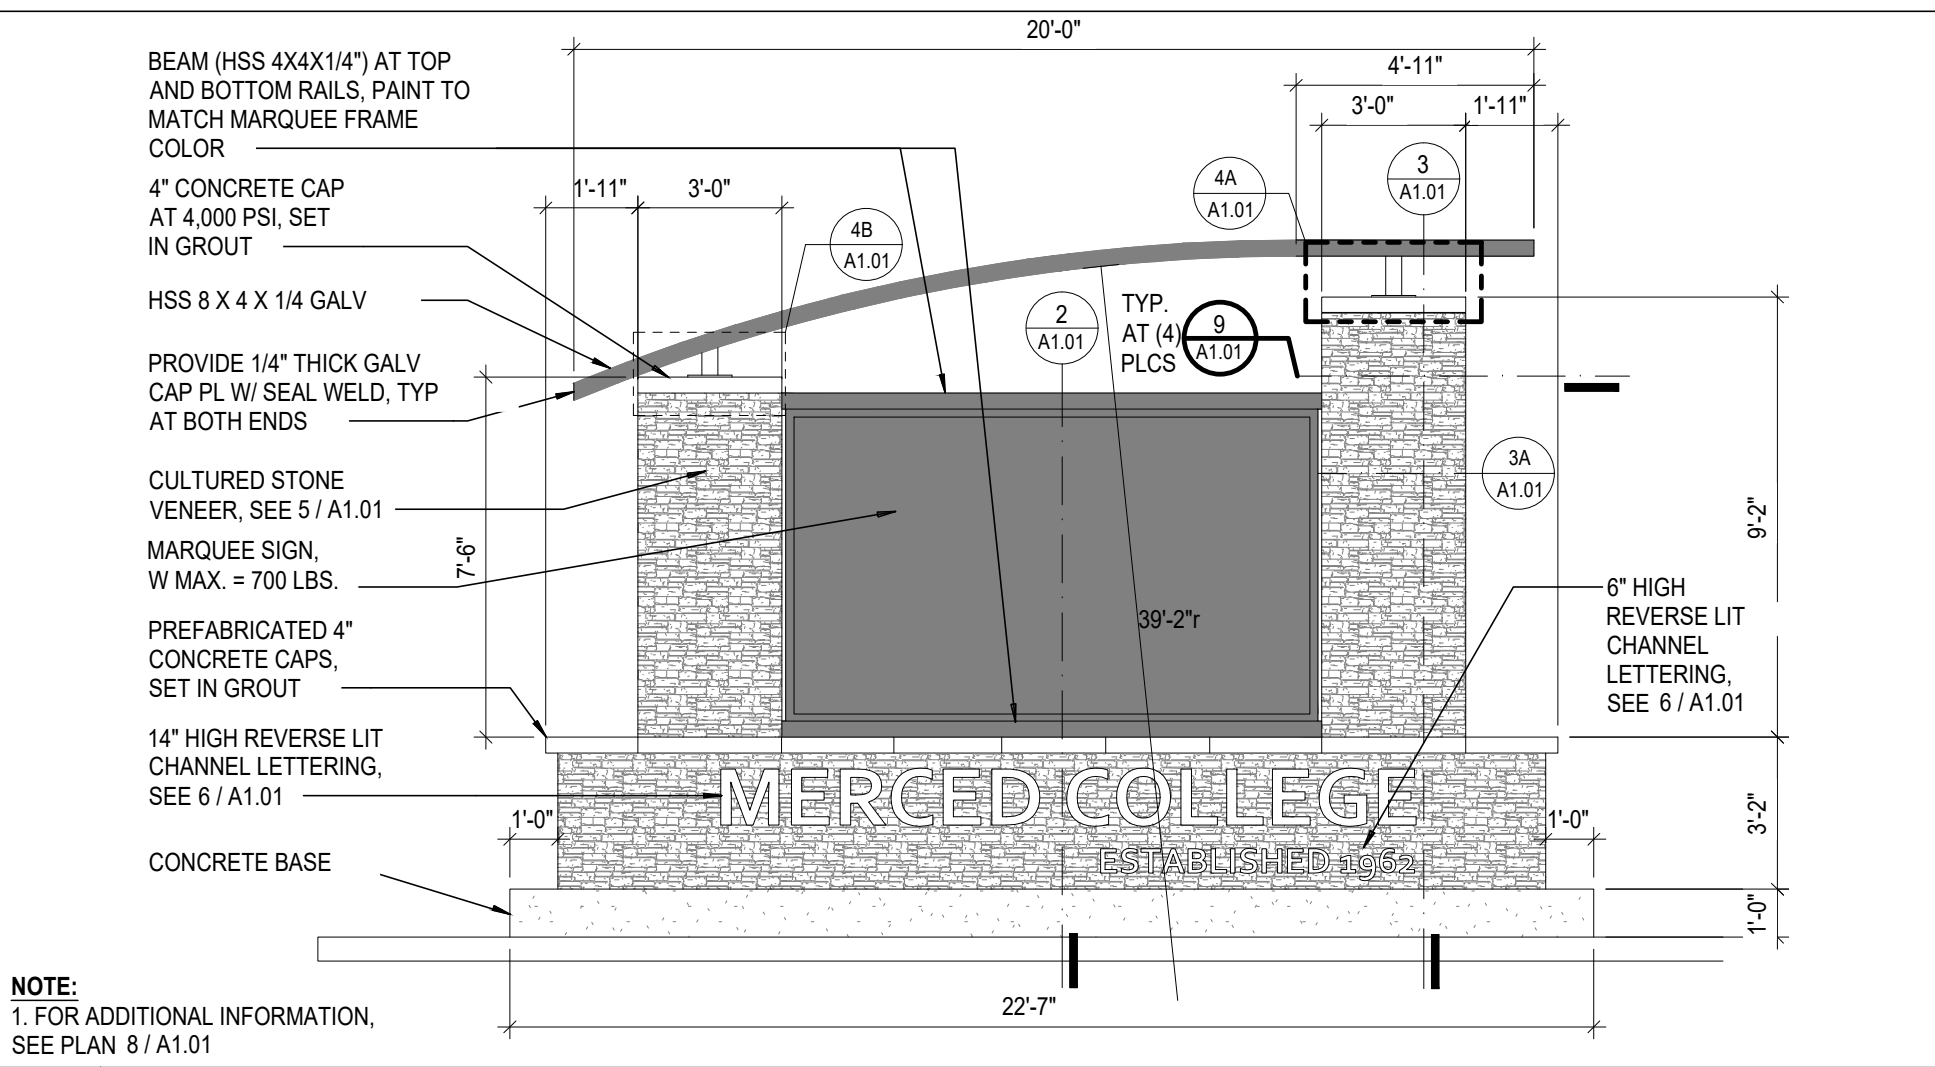 20'-0"
BEAM (HSS 4X4X1/4") AT TOP
AND BOTTOM RAILS, PAINT TO
MATCH MARQUEE FRAME
COLOR
4'-11"
3'-0"
1'-11"
4" CONCRETE CAP
AT 4,000 PSI, SET
IN GROUT
1'-11"
3'-0"
4B
A1.01
4A
A1.01
3
A1.01
HSS 8 X 4 X 1/4 GALV
2
A1.01
TYP.
AT (4)
PLCS
9
A1.01
PROVIDE 1/4" THICK GALV
CAP PL W/ SEAL WELD, TYP
AT BOTH ENDS
CULTURED STONE
VENEER, SEE 5 / A1.01
3A
A1.01
MARQUEE SIGN,
W MAX. = 700 LBS.
7'-6"
9'-2"
39'-2"r
6" HIGH
REVERSE LIT
CHANNEL
LETTERING,
SEE 6 / A1.01
PREFABRICATED 4"
CONCRETE CAPS,
SET IN GROUT
14" HIGH REVERSE LIT
CHANNEL LETTERING,
SEE 6 / A1.01
MERCED COLLEGE
ESTABLISHED 1962
1'-0"
1'-0"
3'-2"
CONCRETE BASE
1'-0"
22'-7"
NOTE:
1. FOR ADDITIONAL INFORMATION,
SEE PLAN 8 / A1.01